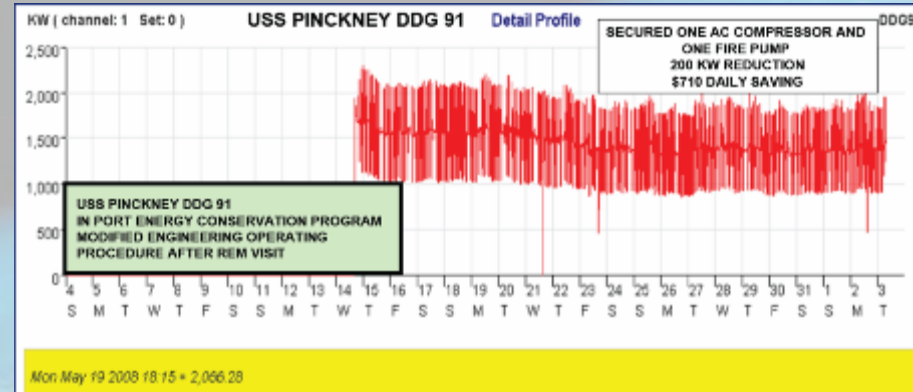 KW ( channel: 1 Set: 0 ) USS PINCKNEY DDG 91 Detail Profile DDG9
SECURED ONE AC COMPRESSOR AND
ONE FIRE PUMP
200 KW REDUCTION
$710 DAILY SAVING
2,500
2,000
1,500
1,000
500
0
USS PINCKNEY DDG 91
IN PORT ENERGY CONSERVATION PROGRAM
MODIFIED ENGINEERING OPERATING
PROCEDURE AFTER REM VISIT
4 5 6 7 8 9 10 11 12 13 14 15 16 17 18 19 20 21 22 23 24 25 26 27 28 29 30 31 1 2 3
S M T W T F S S M T W T F S S M T W T F S S M T W T F S S M T
Mon May 19 2008 18:15 = 2,066.28